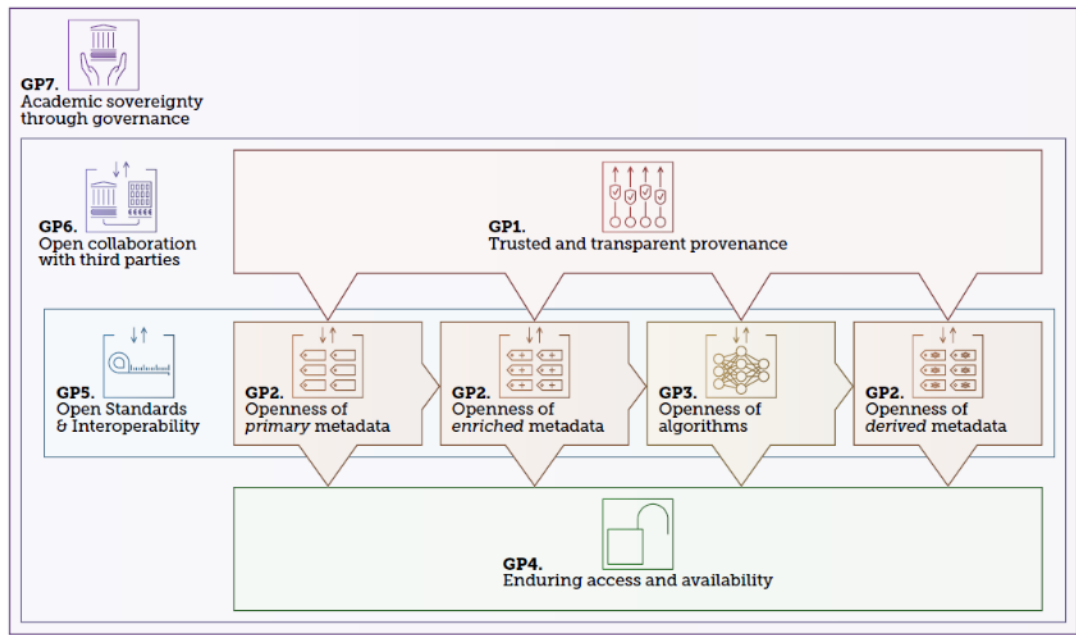 GP7.
Academic sovereignty
through governance
GP6.
Open collaboration
with third parties
GP1.
Trusted and transparent provenance
GP5.
Open Standards
& Interoperability
GP2.
Openness of
primary metadata
GP2.
Openness of
enriched metadata
GP3.
Openness of
algorithms
GP2.
Openness of
derived metadata
GP4.
Enduring access and availability